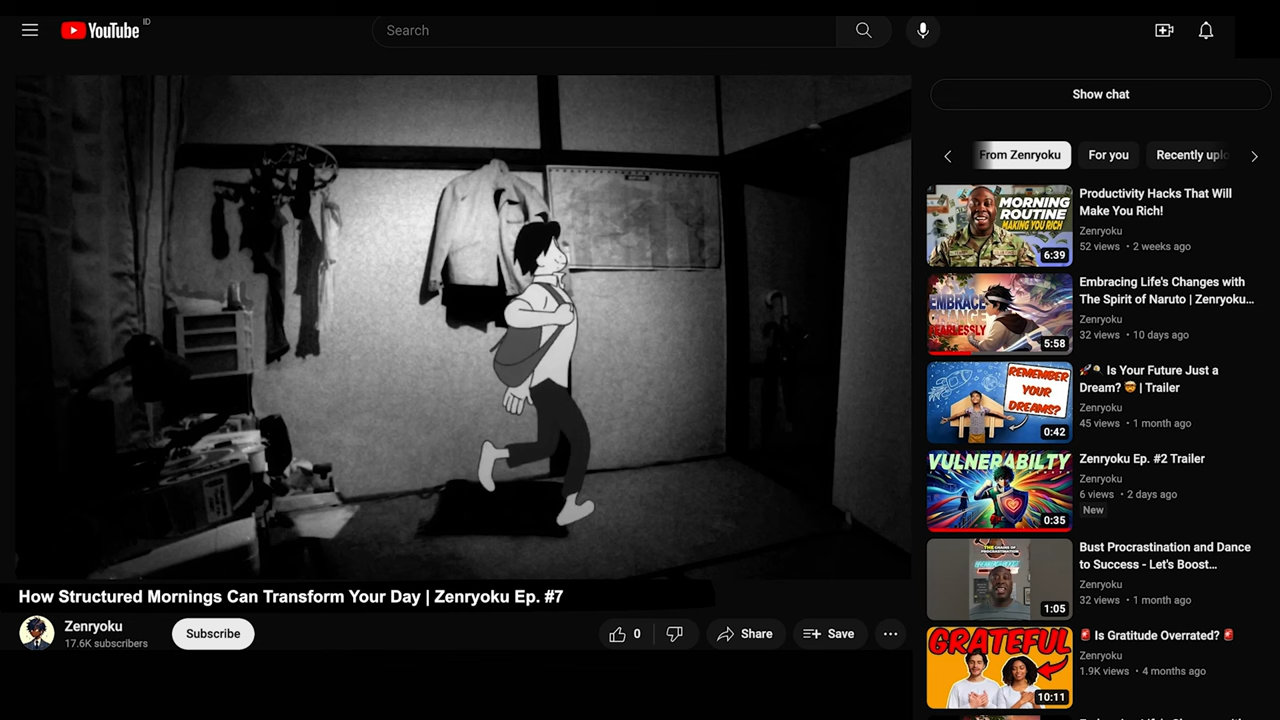 YouTube ID
Search
Show chat
From Zenryoku
For you
Recently uplo
MORNING
ROUTINE
MAKING YOU RICH
6:39
Productivity Hacks That Will
Make You Rich!
Zenryoku
52 views • 2 weeks ago
EMBRACE
CHANGE
FEARLESSLY
5:58
Embracing Life's Changes with
The Spirit of Naruto | Zenryoku...
Zenryoku
32 views • 10 days ago
REMEMBER
YOUR
DREAMS?
0:42
🚀👨🏾‍🚀 Is Your Future Just a
Dream? 🤯 | Trailer
Zenryoku
45 views • 1 month ago
VULNERABILTY
0:35
Zenryoku Ep. #2 Trailer
Zenryoku
6 views • 2 days ago
New
THE CHAINS OF
PROCRASTINATION
1:05
Bust Procrastination and Dance
to Success - Let's Boost...
Zenryoku
32 views • 1 month ago
GRATEFUL
10:11
🚨 Is Gratitude Overrated? 🚨
Zenryoku
1.9K views • 4 months ago
How Structured Mornings Can Transform Your Day | Zenryoku Ep. #7
Zenryoku
17.6K subscribers
Subscribe
0
Share
Save